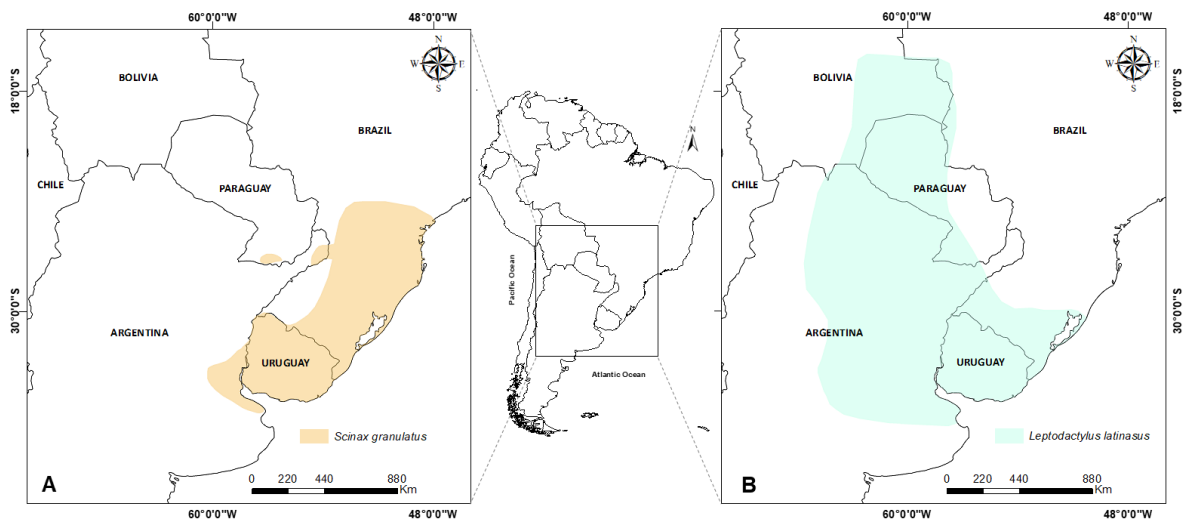 60°0'0"W
48°0'0"W
N
W
E
S
BOLIVIA
18°0'0"S
BRAZIL
CHILE
PARAGUAY
30°0'0"S
ARGENTINA
URUGUAY
Scinax granulatus
A
0 220 440 880
Km
60°0'0"W
48°0'0"W
N
Pacific Ocean
Atlantic Ocean
60°0'0"W
48°0'0"W
N
W
E
S
BOLIVIA
18°0'0"S
BRAZIL
CHILE
PARAGUAY
30°0'0"S
ARGENTINA
URUGUAY
Leptodactylus latinasus
B
0 220 440 880
Km
60°0'0"W
48°0'0"W